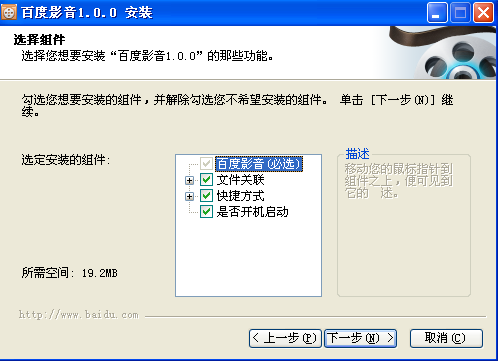 百度影音1.0.0 安装
选择组件
选择您想要安装“百度影音1.0.0”的那些功能。
勾选您想要安装的组件，并解除勾选您不希望安装的组件。 单击 [下一步(N)] 继
续。
选定安装的组件:
百度影音(必选)
文件关联
快捷方式
是否开机启动
描述
移动您的鼠标指针到
组件之上，便可见到
它的 述。
所需空间: 19.2MB
http://www.baidu.com
< 上一步(P)
下一步(N) >
取消(C)